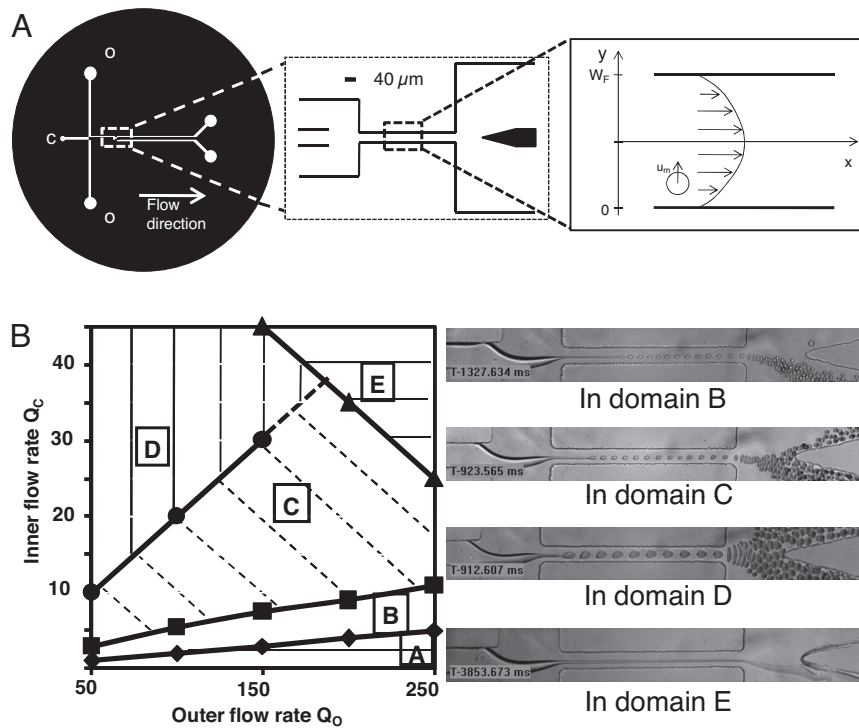 A
O
C
O
Flow
direction
40 μm
y
W_F
u_m
x
0
B
Inner flow rate Q_C
40
30
20
10
D
E
C
B
A
50
150
250
Outer flow rate Q_O
T-1327.634 ms
In domain B
T-923.565 ms
In domain C
T-912.607 ms
In domain D
T-3853.673 ms
In domain E